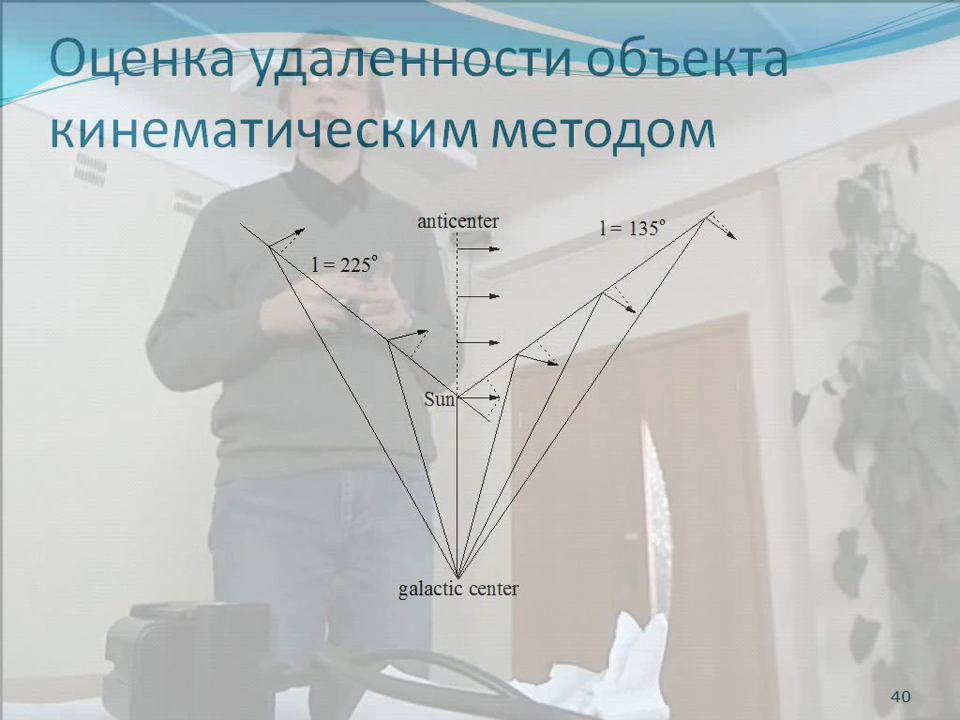 Оценка удаленности объекта
кинематическим методом
anticenter
l = 135°
l = 225°
Sun
galactic center
40